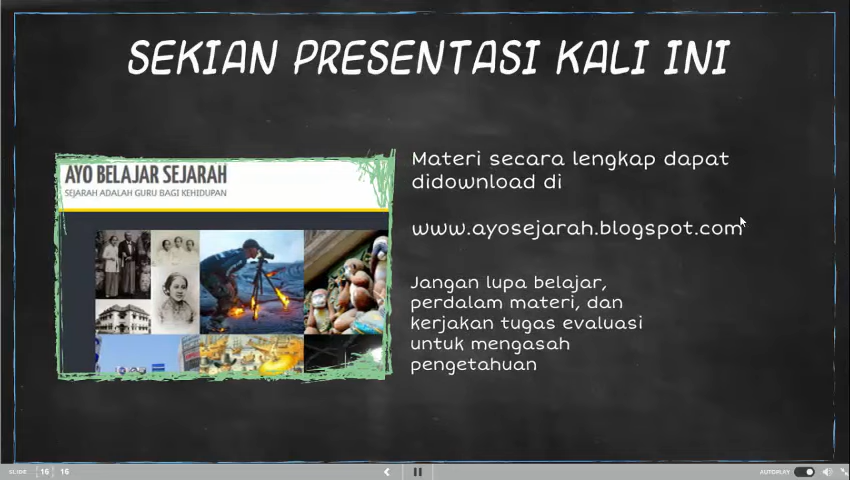 SEKIAN PRESENTASI KALI INI
AYO BELAJAR SEJARAH
SEJARAH ADALAH GURU BAGI KEHIDUPAN
Materi secara lengkap dapat
didownload di
www.ayosejarah.blogspot.com
Jangan lupa belajar,
perdalam materi, dan
kerjakan tugas evaluasi
untuk mengasah
pengetahuan
SLIDE 16 16
AUTOPLAY